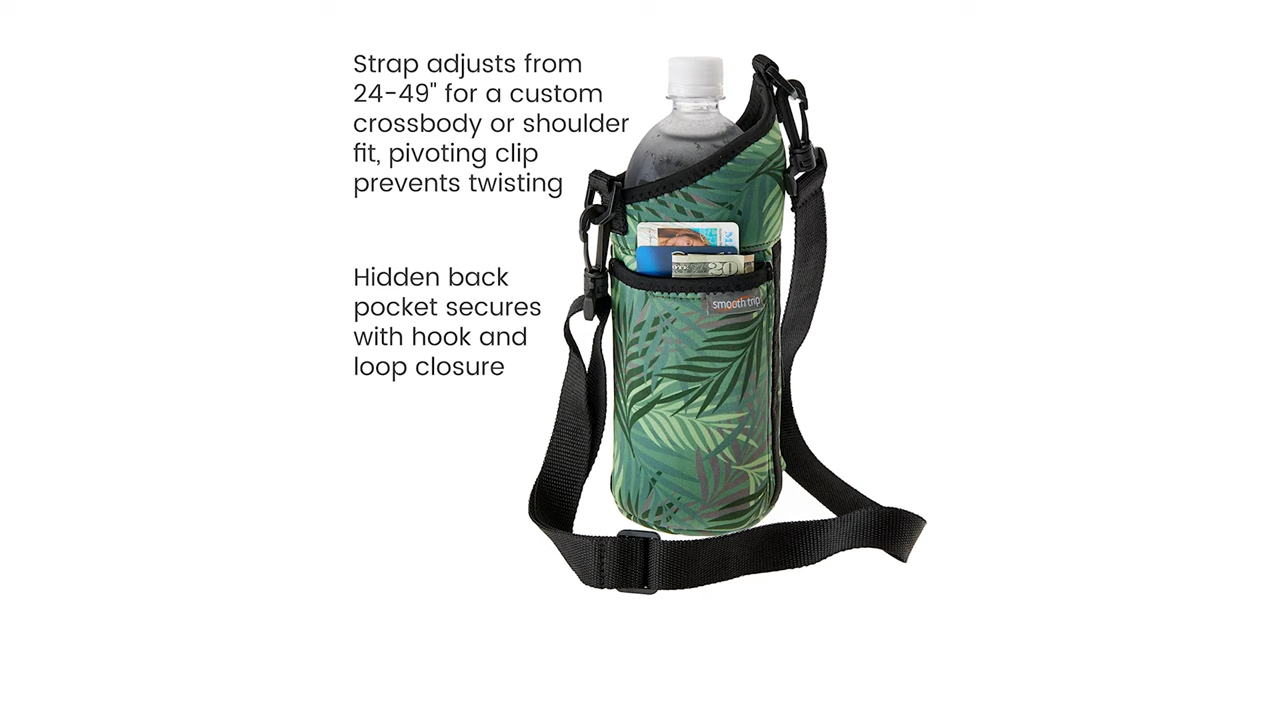 Strap adjusts from
24-49" for a custom
crossbody or shoulder
fit, pivoting clip
prevents twisting
Hidden back
pocket secures
with hook and
loop closure
20
smooth trip